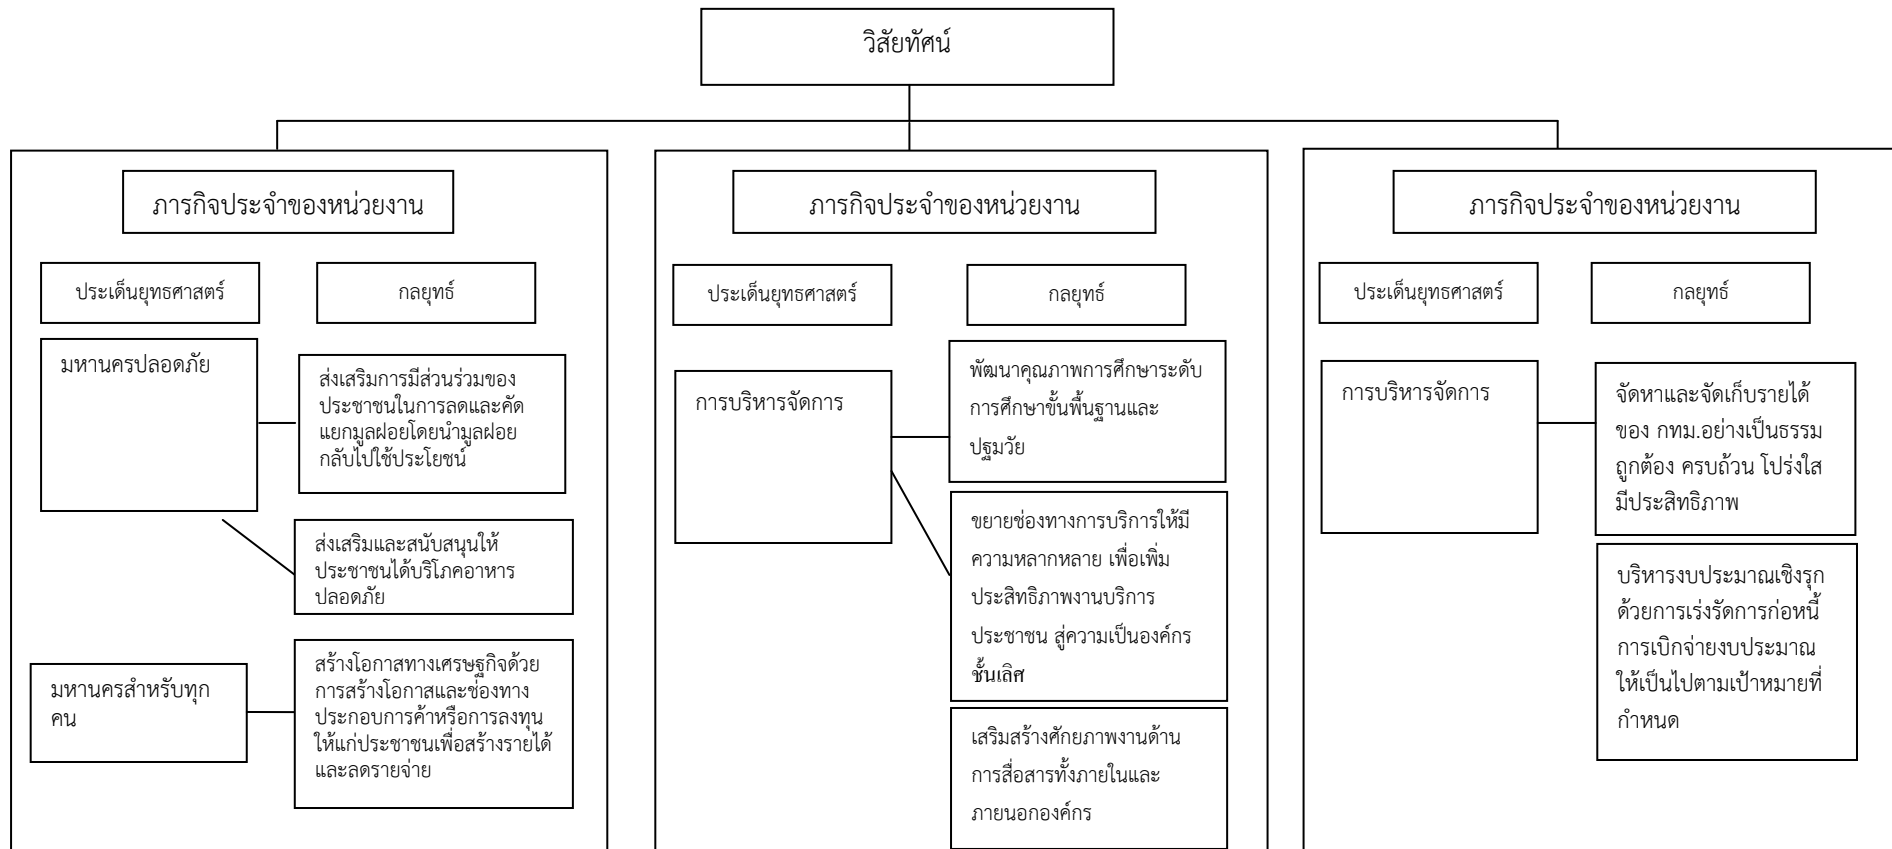 วิสัยทัศน์
ภารกิจประจำของหน่วยงาน
ประเด็นยุทธศาสตร์
กลยุทธ์
มหานครปลอดภัย
ส่งเสริมการมีส่วนร่วมของ
ประชาชนในการลดและคัด
แยกมูลฝอยโดยนำมูลฝอย
กลับไปใช้ประโยชน์
ส่งเสริมและสนับสนุนให้
ประชาชนได้บริโภคอาหาร
ปลอดภัย
มหานครสำหรับทุก
คน
สร้างโอกาสทางเศรษฐกิจด้วย
การสร้างโอกาสและช่องทาง
ประกอบการค้าหรือการลงทุน
ให้แก่ประชาชนเพื่อสร้างรายได้
และลดรายจ่าย
ภารกิจประจำของหน่วยงาน
ประเด็นยุทธศาสตร์
กลยุทธ์
การบริหารจัดการ
พัฒนาคุณภาพการศึกษาระดับ
การศึกษาขั้นพื้นฐานและ
ปฐมวัย
ขยายช่องทางการบริการให้มี
ความหลากหลาย เพื่อเพิ่ม
ประสิทธิภาพงานบริการ
ประชาชน สู่ความเป็นองค์กร
ชั้นเลิศ
เสริมสร้างศักยภาพงานด้าน
การสื่อสารทั้งภายในและ
ภายนอกองค์กร
ภารกิจประจำของหน่วยงาน
ประเด็นยุทธศาสตร์
กลยุทธ์
การบริหารจัดการ
จัดหาและจัดเก็บรายได้
ของ กทม.อย่างเป็นธรรม
ถูกต้อง ครบถ้วน โปร่งใส
มีประสิทธิภาพ
บริหารงบประมาณเชิงรุก
ด้วยการเร่งรัดการก่อหนี้
การเบิกจ่ายงบประมาณ
ให้เป็นไปตามเป้าหมายที่
กำหนด